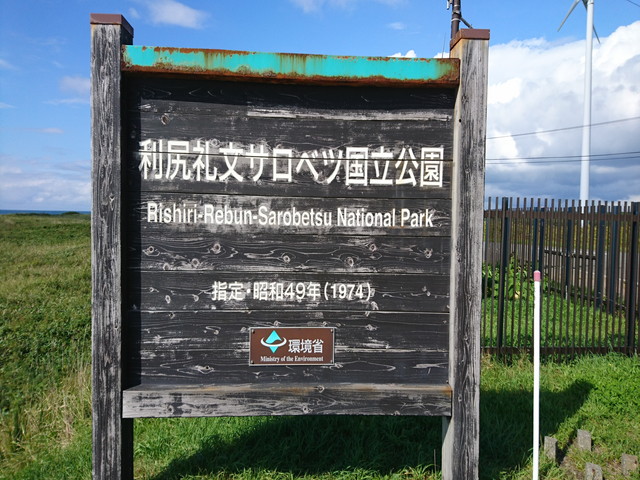 利尻礼文サロベツ国立公園
Rishiri-Rebun-Sarobetsu National Park
指定・昭和49年(1974)
環境省
Ministry of the Environment